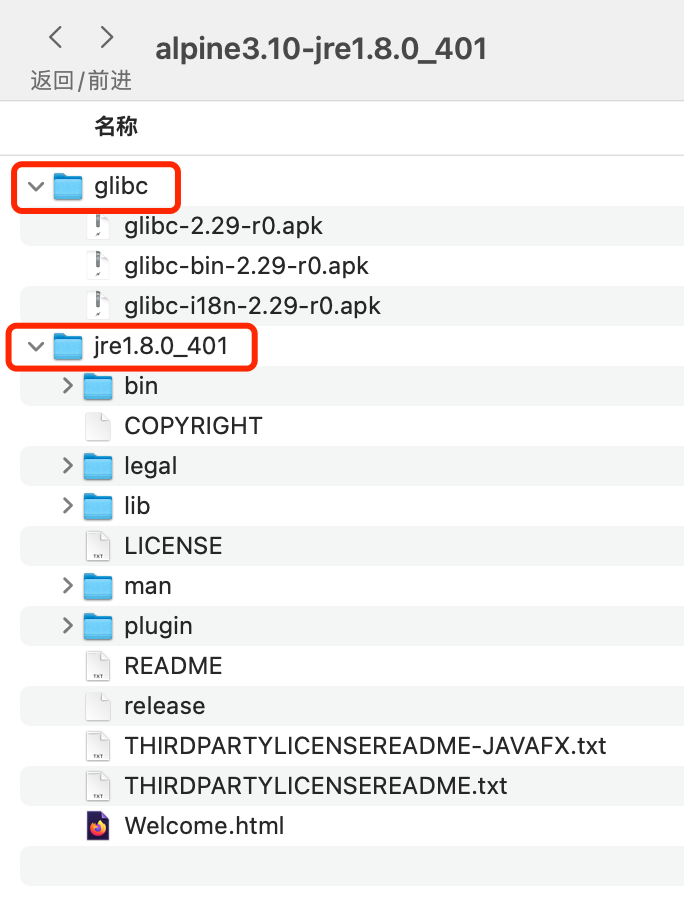 alpine3.10-jre1.8.0_401
返回/前进
名称
glibc
glibc-2.29-r0.apk
glibc-bin-2.29-r0.apk
glibc-i18n-2.29-r0.apk
jre1.8.0_401
bin
COPYRIGHT
legal
lib
TXT
LICENSE
man
plugin
TXT
README
release
TXT
THIRDPARTYLICENSEREADME-JAVAFX.txt
TXT
THIRDPARTYLICENSEREADME.txt
Welcome.html